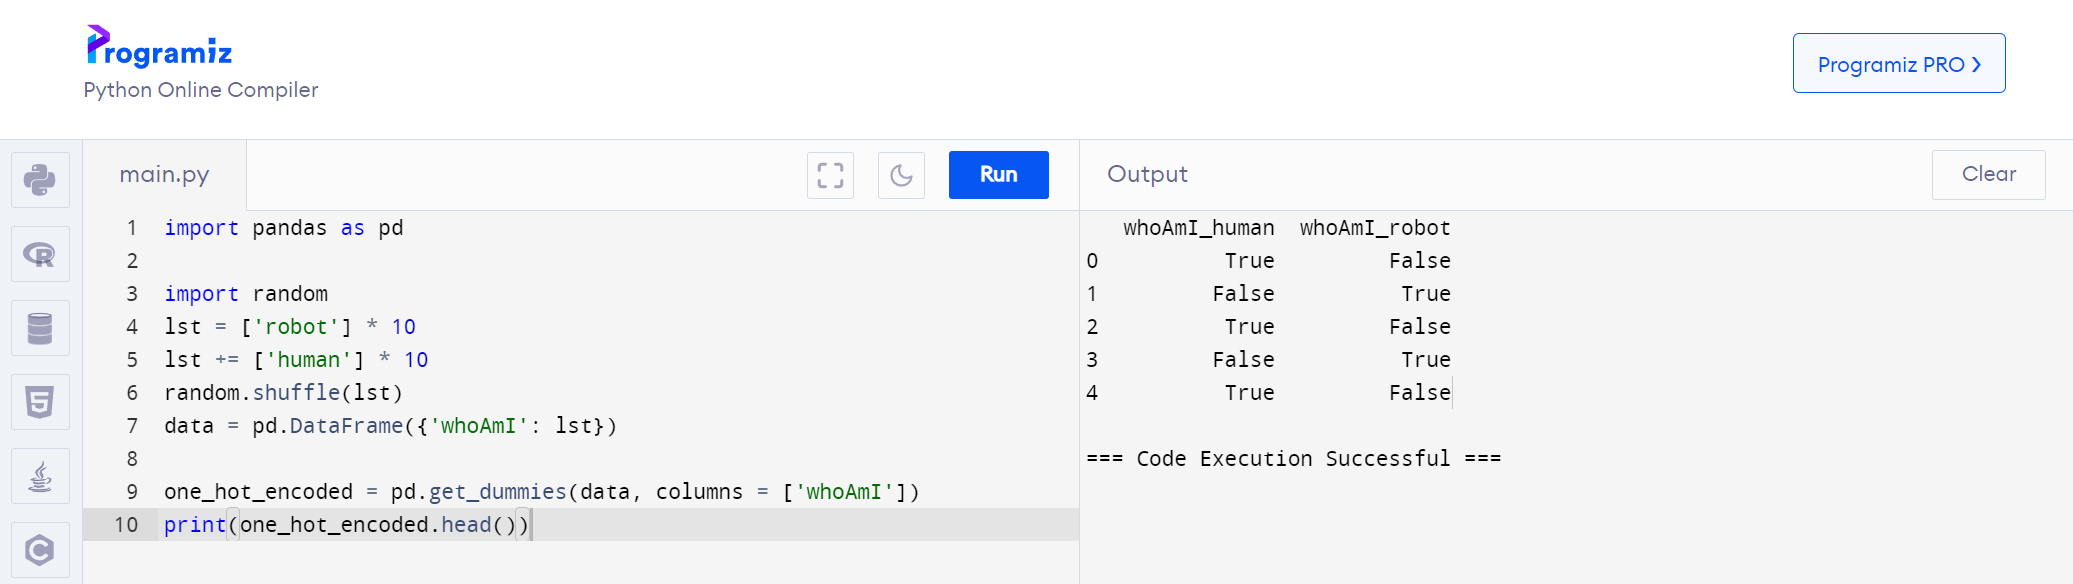 Programiz
Python Online Compiler
Programiz PRO >
main.py
Run
1 import pandas as pd
2
3 import random
4 lst = ['robot'] * 10
5 lst += ['human'] * 10
6 random.shuffle(lst)
7 data = pd.DataFrame({'whoAmI': lst})
8
9 one_hot_encoded = pd.get_dummies(data, columns = ['whoAmI'])
10 print(one_hot_encoded.head())
Output
Clear
whoAmI_human whoAmI_robot
0 True False
1 False True
2 True False
3 False True
4 True False
=== Code Execution Successful ===